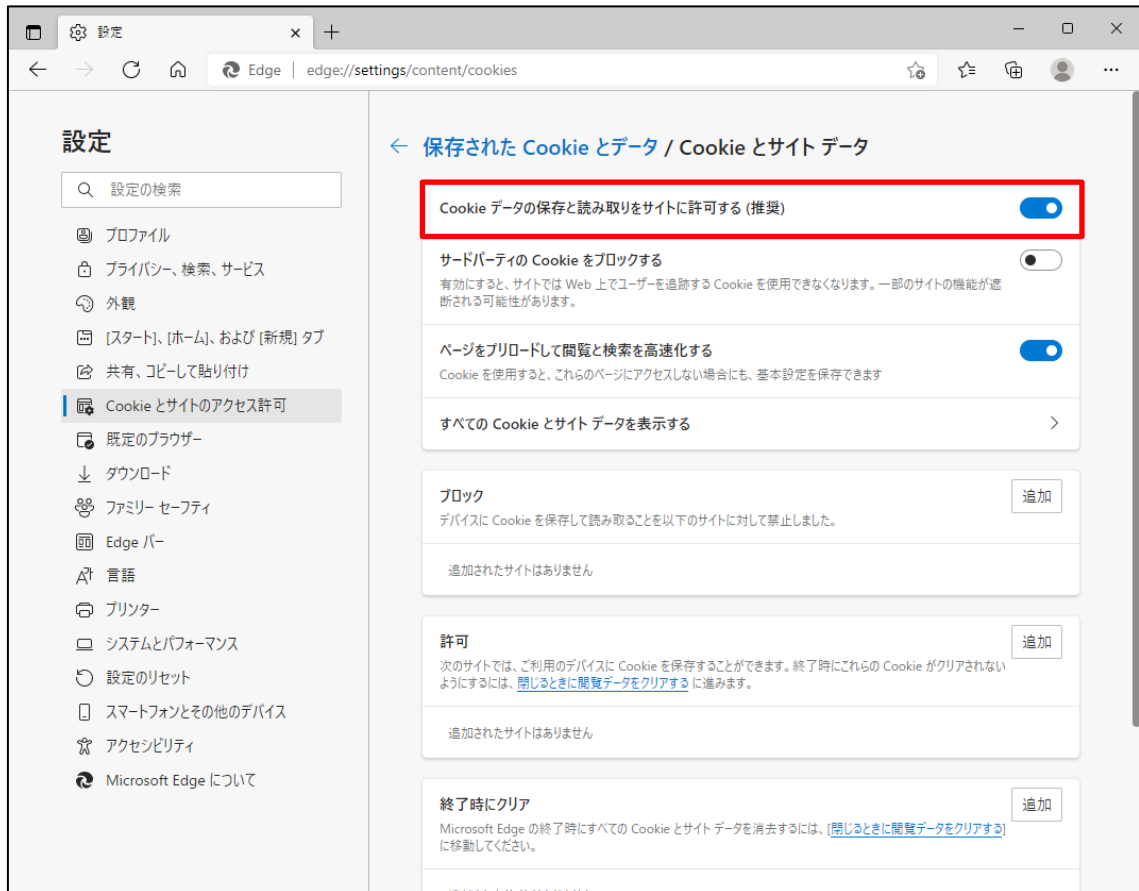 設定
Edge | edge://settings/content/cookies
設定
設定の検索
プロファイル
プライバシー、検索、サービス
外観
[スタート]、[ホーム]、および [新規] タブ
共有、コピーして貼り付け
Cookie とサイトのアクセス許可
既定のブラウザー
ダウンロード
ファミリー セーフティ
Edge バー
言語
プリンター
システムとパフォーマンス
設定のリセット
スマートフォンとその他のデバイス
アクセシビリティ
Microsoft Edge について
保存された Cookie とデータ / Cookie とサイト データ
Cookie データの保存と読み取りをサイトに許可する (推奨)
サードパーティの Cookie をブロックする
有効にすると、サイトでは Web 上でユーザーを追跡する Cookie を使用できなくなります。一部のサイトの機能が遮
断される可能性があります。
ページをプリロードして閲覧と検索を高速化する
Cookie を使用すると、これらのページにアクセスしない場合にも、基本設定を保存できます
すべての Cookie とサイト データを表示する
ブロック
追加
デバイスに Cookie を保存して読み取ることを以下のサイトに対して禁止しました。
追加されたサイトはありません
許可
追加
次のサイトでは、ご利用のデバイスに Cookie を保存することができます。終了時にこれらの Cookie がクリアされない
ようにするには、閉じるときに閲覧データをクリアする に進みます。
追加されたサイトはありません
終了時にクリア
追加
Microsoft Edge の終了時にすべての Cookie とサイト データを消去するには、[閉じるときに閲覧データをクリアする]
に移動してください。